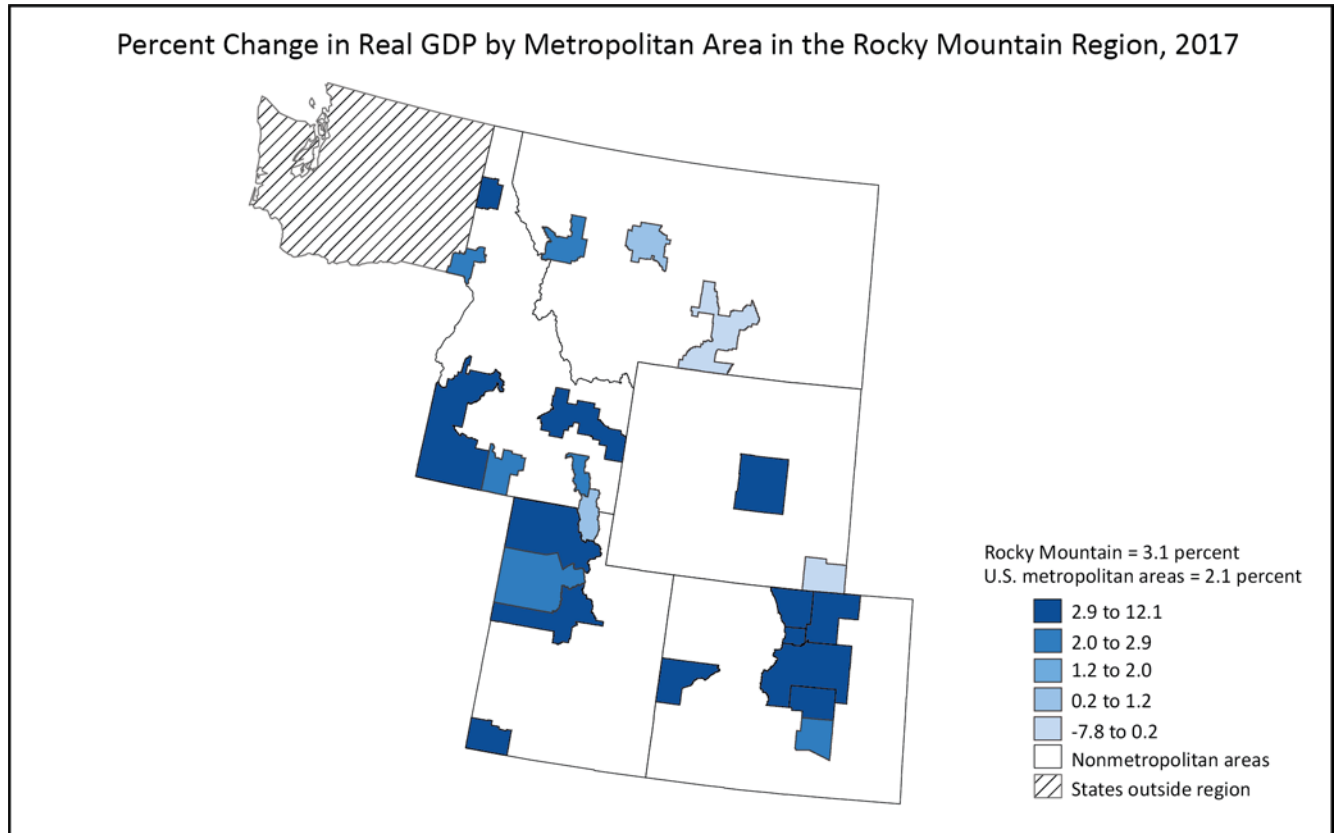 Percent Change in Real GDP by Metropolitan Area in the Rocky Mountain Region, 2017
Rocky Mountain = 3.1 percent
U.S. metropolitan areas = 2.1 percent
2.9 to 12.1
2.0 to 2.9
1.2 to 2.0
0.2 to 1.2
-7.8 to 0.2
Nonmetropolitan areas
States outside region